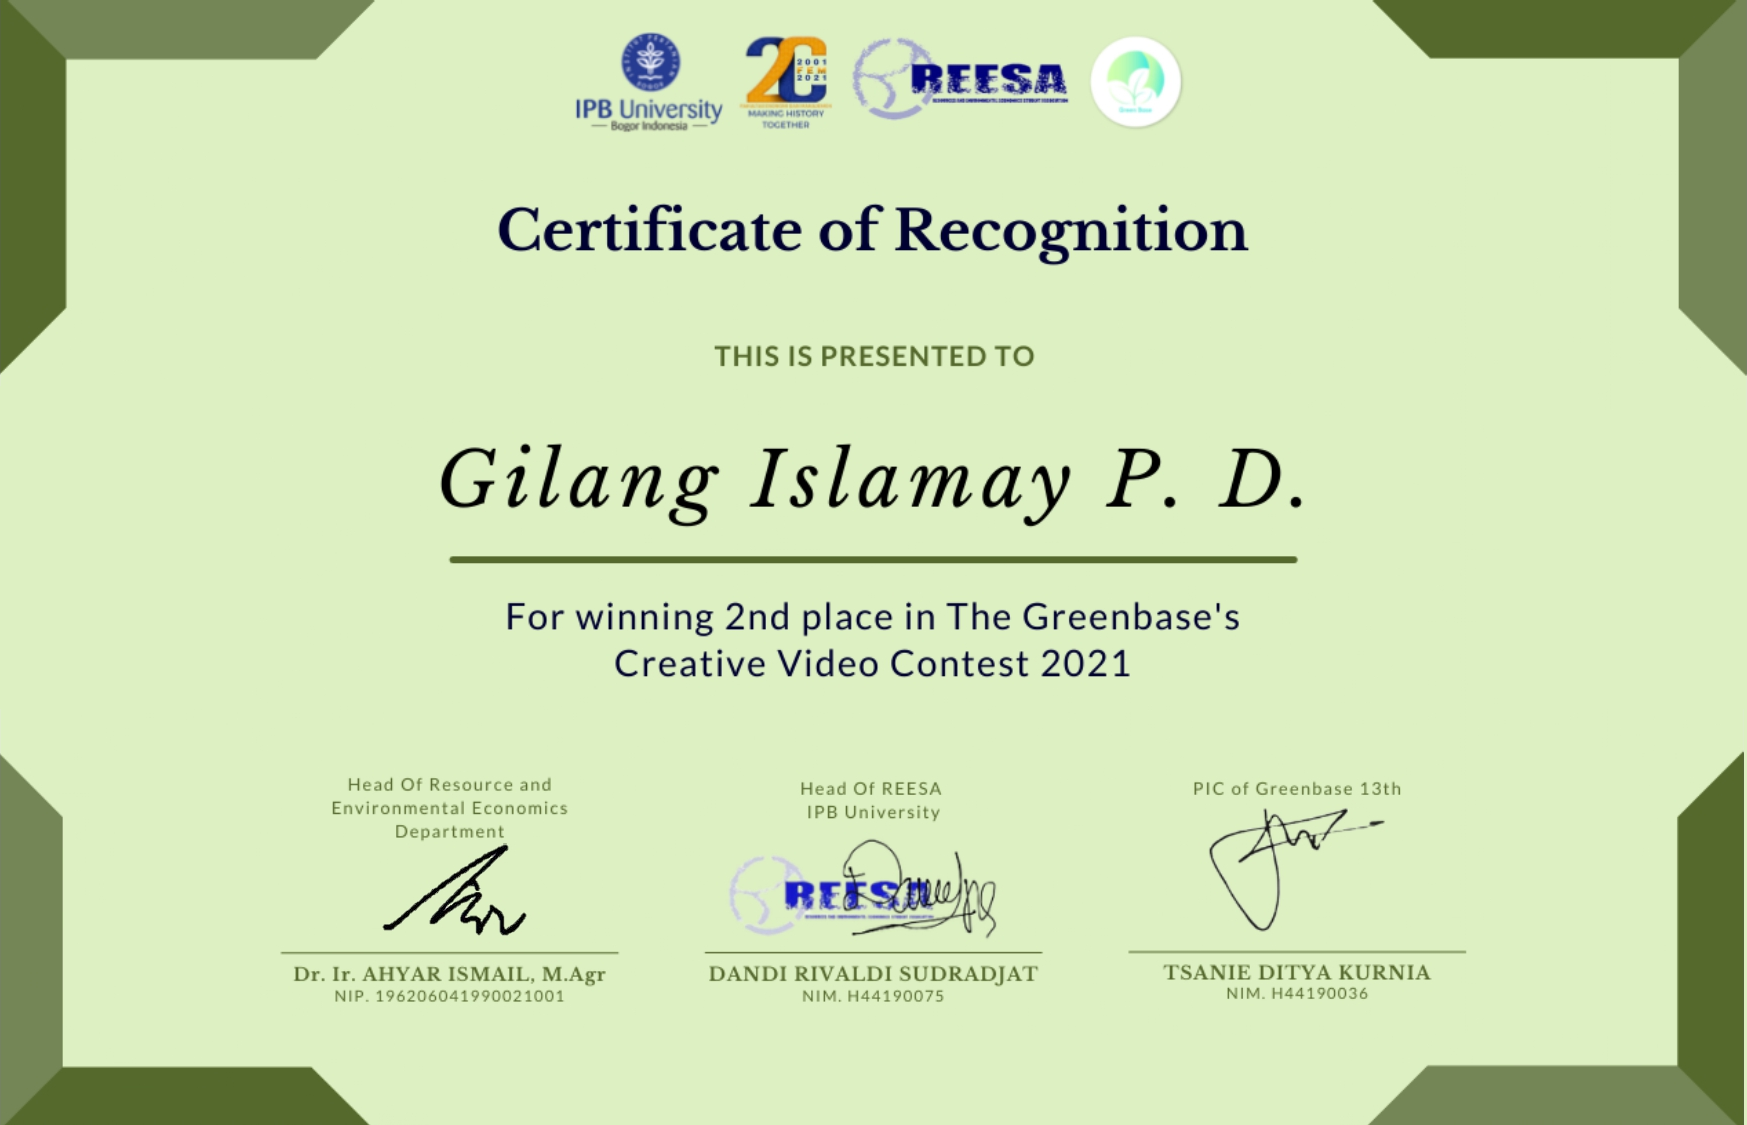 IPB University
Bogor Indonesia
2001
FEM
2021
MAKING HISTORY
TOGETHER
REESA
Green Base
Certificate of Recognition
THIS IS PRESENTED TO
Gilang Islamay P. D.
For winning 2nd place in The Greenbase's
Creative Video Contest 2021
Head Of Resource and
Environmental Economics
Department
Dr. Ir. AHYAR ISMAIL, M.Agr
NIP. 196206041990021001
Head Of REESA
IPB University
REESA
DANDI RIVALDI SUDRADJAT
NIM. H44190075
PIC of Greenbase 13th
TSANIE DITYA KURNIA
NIM. H44190036